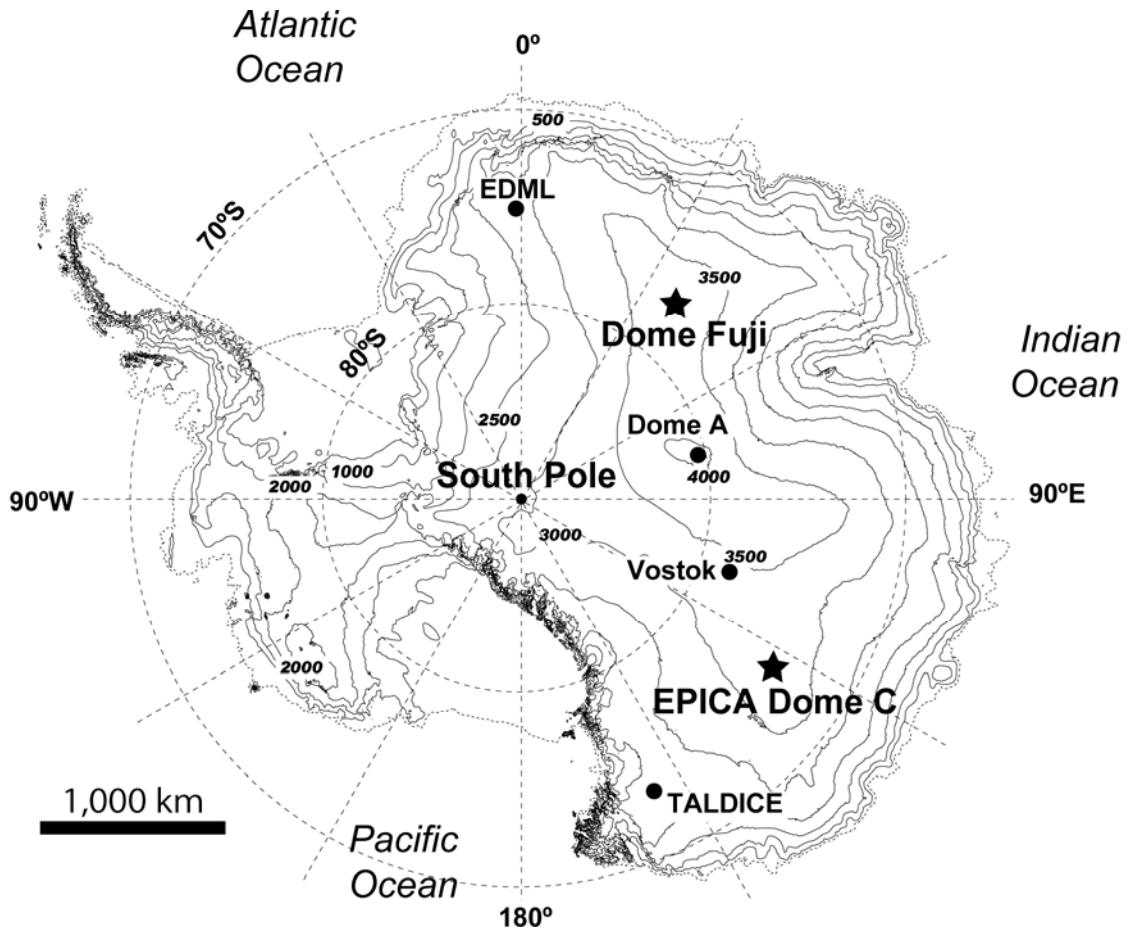 Atlantic
Ocean
0º
500
EDML
70ºS
3500
Dome Fuji
80ºS
Indian
Ocean
2500
Dome A
1000
South Pole
4000
2000
90ºW
90ºE
3000
3500
Vostok
2000
EPICA Dome C
1,000 km
TALDICE
Pacific
Ocean
180º